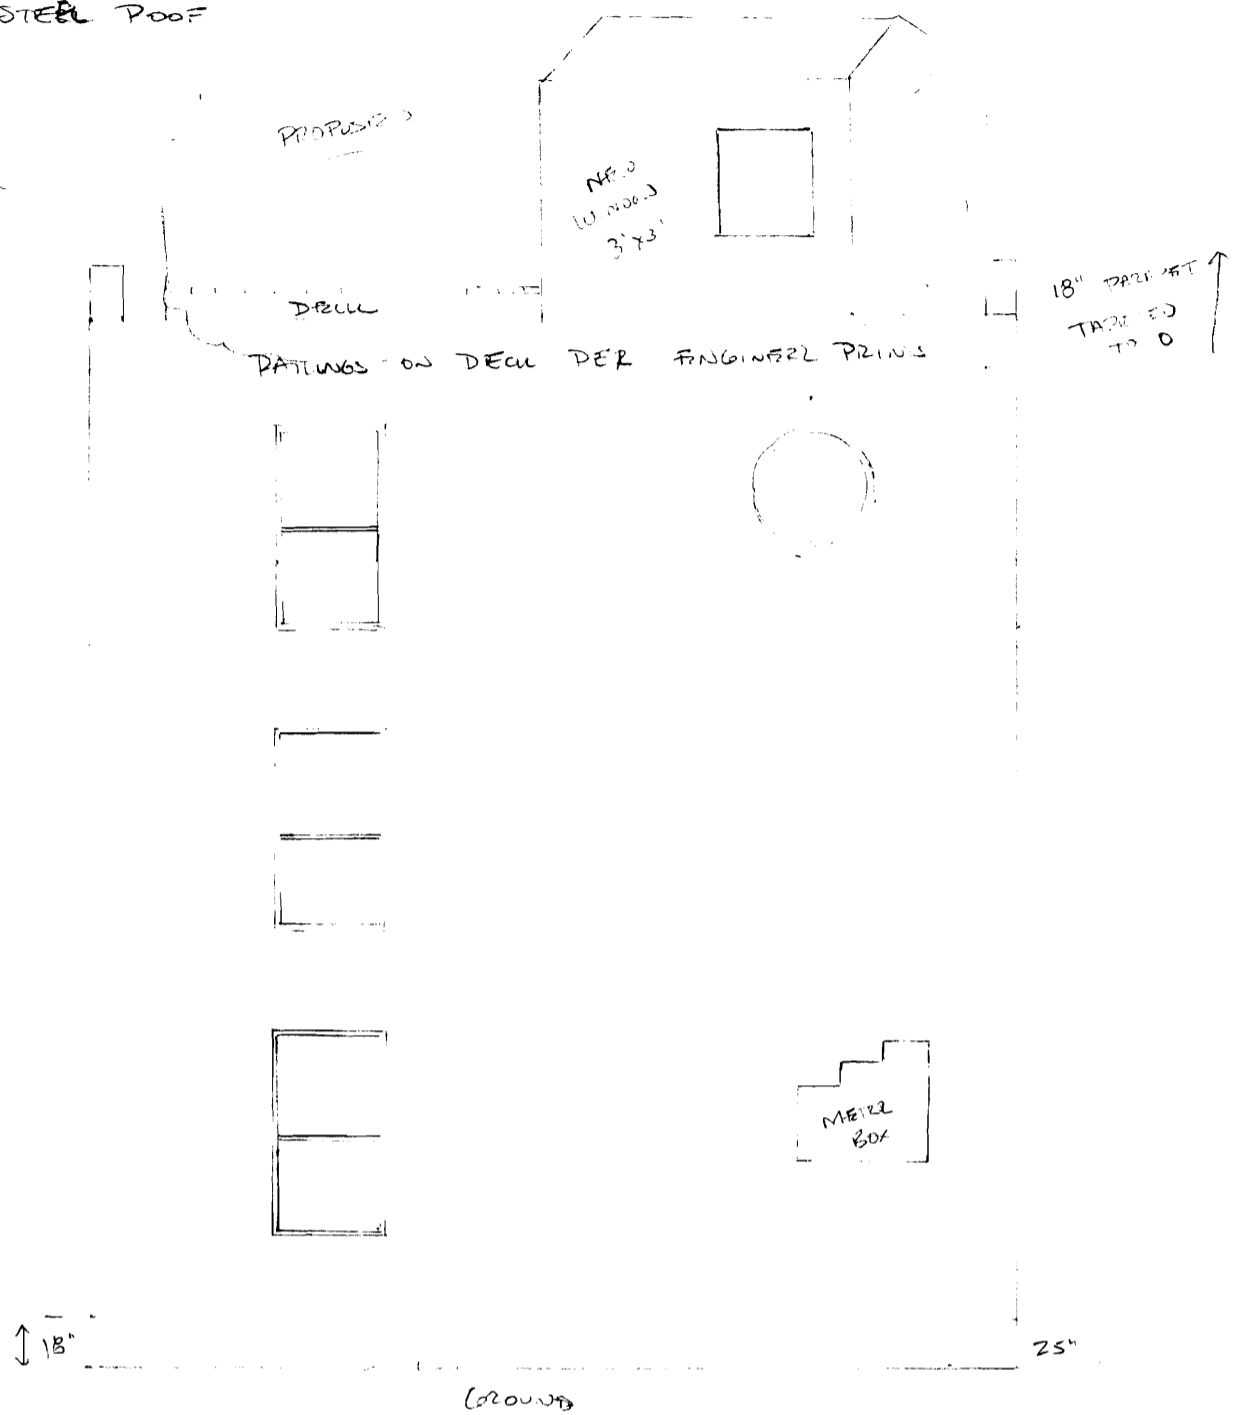 STEEL ROOF
PROPOSED
NEW
WINDOW
3'x3'
DECK
18" PARAPET
TAPERED
TO 0
RAILINGS ON DECK PER ENGINEER PRINTS
METER
BOX
18"
25"
GROUND